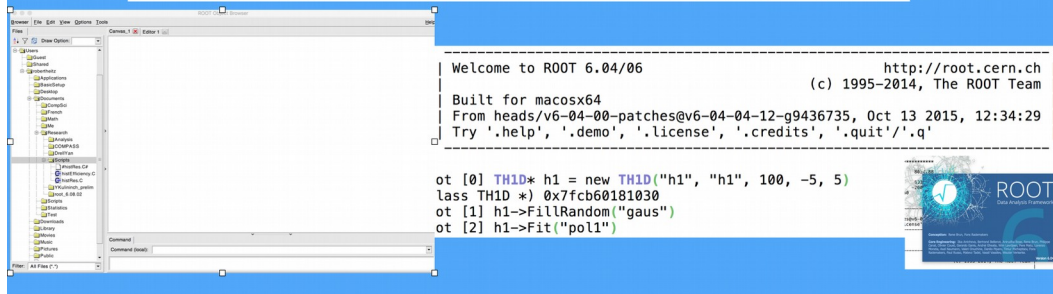 ROOT Object Browser
Browser File Edit View Options Tools
Help
Files
Canvas_1 Editor 1
Draw Option:
Users
Guest
Shared
robertheitz
Applications
BasicSetup
Desktop
Documents
CompSci
French
Math
Me
Research
Analysis
COMPASS
DrellYan
Scripts
#histRes.C#
histEfficiency.C
histRes.C
YKulinnch_prelim
root_6.08.02
Scripts
Statistics
Test
Downloads
Library
Movies
Music
Pictures
Public
Filter: All Files (*.*)
Command
Command (local):
| Welcome to ROOT 6.04/06 http://root.cern.ch
| (c) 1995-2014, The ROOT Team
| Built for macosx64
| From heads/v6-04-00-patches@v6-04-04-12-g9436735, Oct 13 2015, 12:34:29
| Try '.help', '.demo', '.license', '.credits', '.quit'/'.q'
ot [0] TH1D* h1 = new TH1D("h1", "h1", 100, -5, 5)
lass TH1D *) 0x7fcb60181030
ot [1] h1->FillRandom("gaus")
ot [2] h1->Fit("pol1")
ROOT
Data Analysis Framework
6